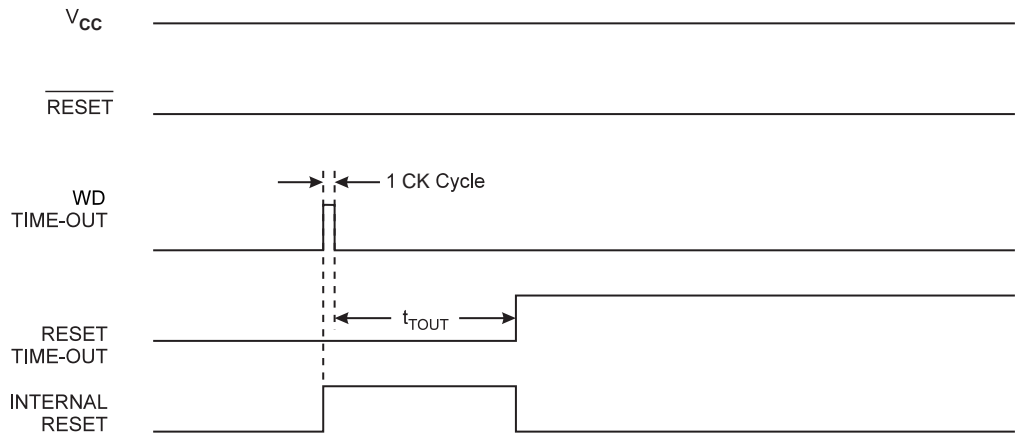 VCC
RESET
1 CK Cycle
WD
TIME-OUT
tTOUT
RESET
TIME-OUT
INTERNAL
RESET